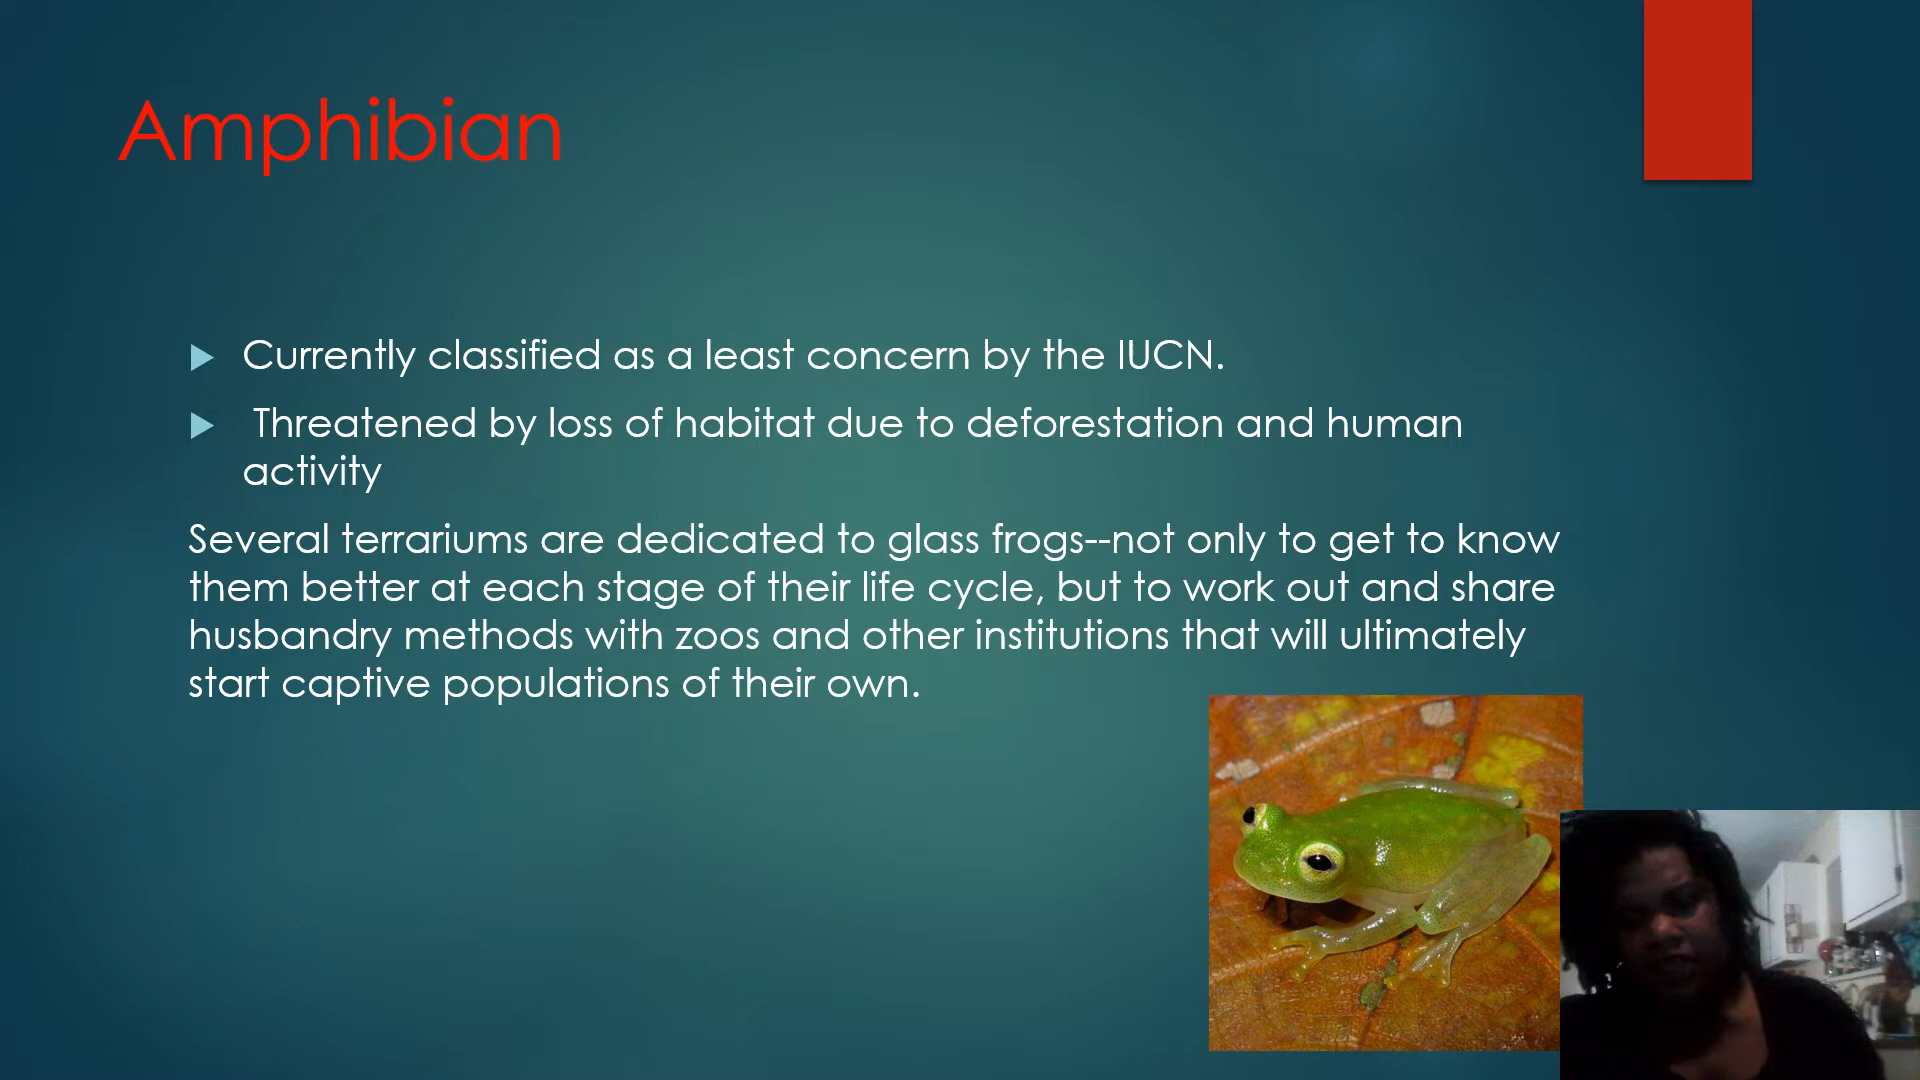 Amphibian
Currently classified as a least concern by the IUCN.
Threatened by loss of habitat due to deforestation and human
activity
Several terrariums are dedicated to glass frogs--not only to get to know
them better at each stage of their life cycle, but to work out and share
husbandry methods with zoos and other institutions that will ultimately
start captive populations of their own.